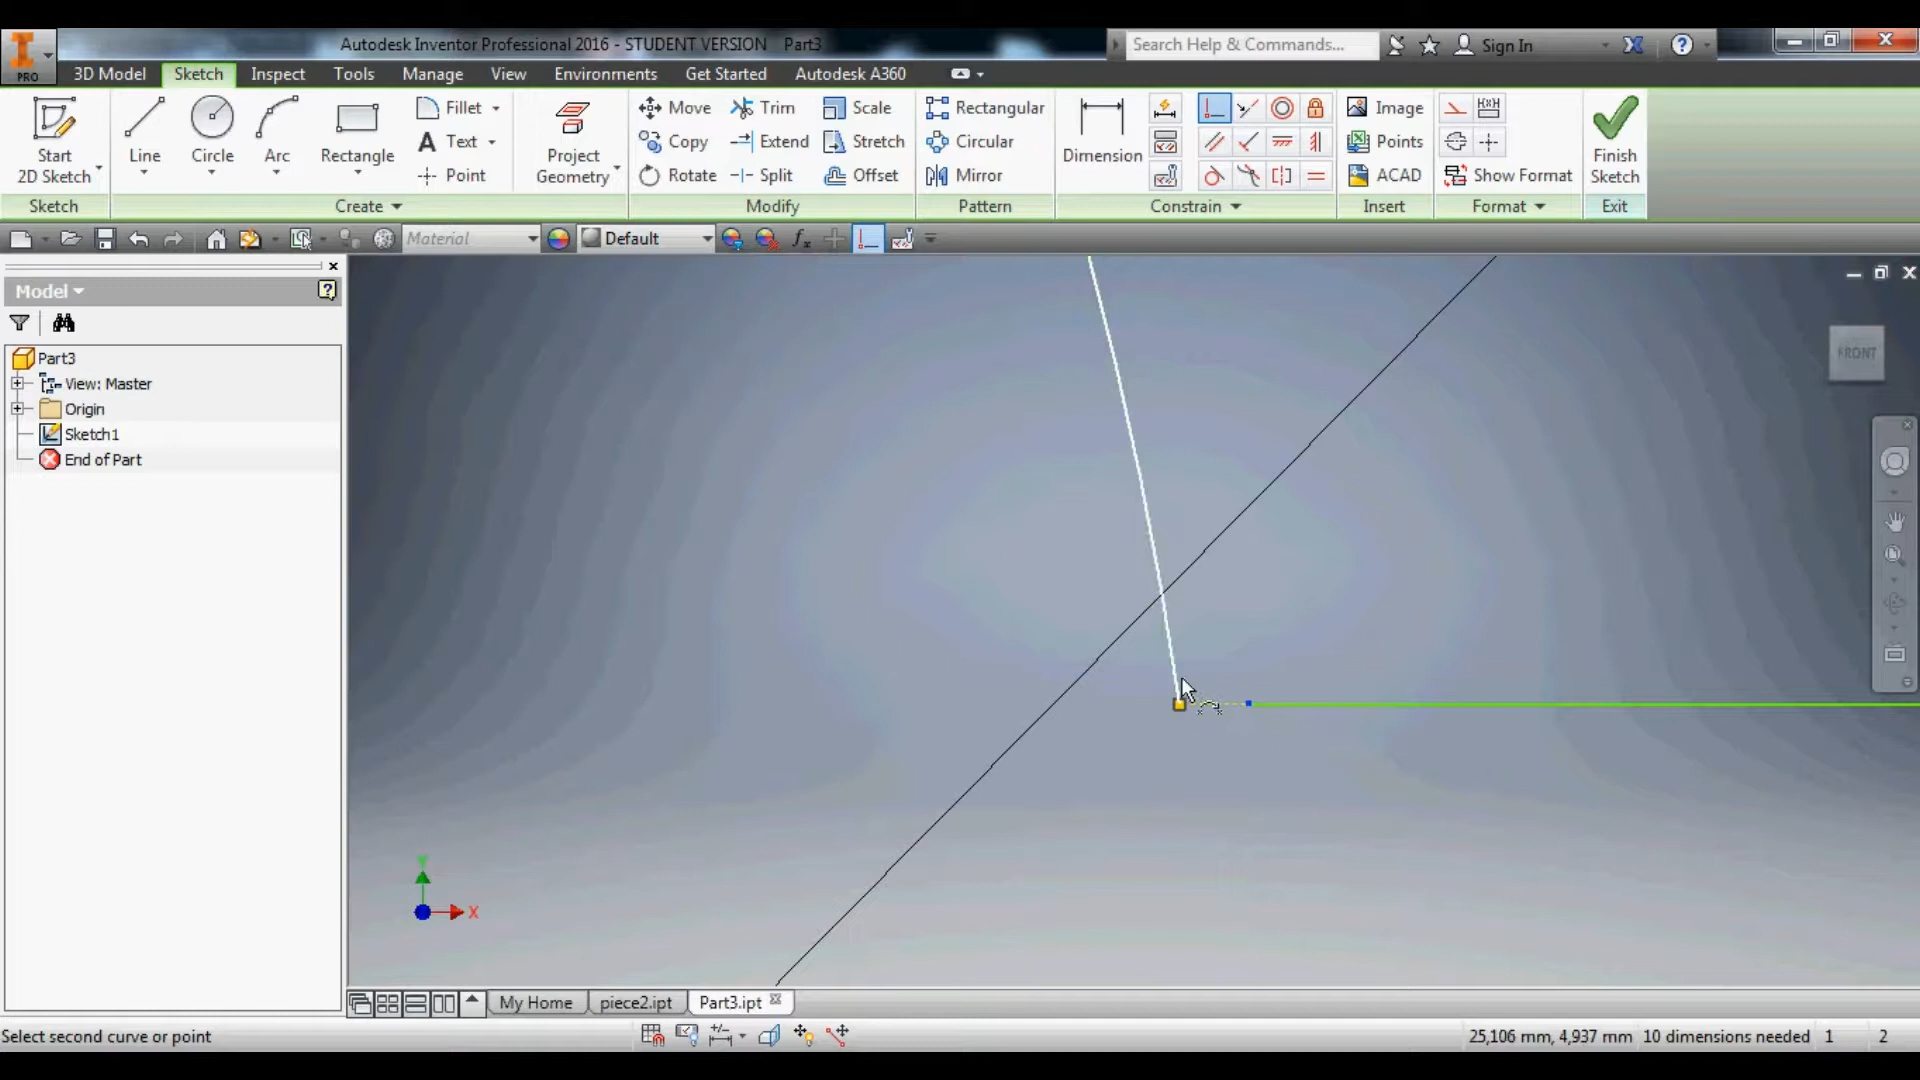 Autodesk Inventor Professional 2016 - STUDENT VERSION Part3
Search Help & Commands...
Sign In
PRO
3D Model Sketch Inspect Tools Manage View Environments Get Started Autodesk A360
Start 2D Sketch
Line
Circle
Arc
Rectangle
Fillet
Text
Point
Project Geometry
Move
Copy
Rotate
Trim
Extend
Split
Scale
Stretch
Offset
Rectangular
Circular
Mirror
Dimension
Image
Points
ACAD
Show Format
Finish Sketch
Sketch
Create
Modify
Pattern
Constrain
Insert
Format
Exit
Material
Default
fx
Model
Part3
View: Master
Origin
Sketch1
End of Part
FRONT
Y
X
My Home piece2.ipt Part3.ipt
Select second curve or point
25,106 mm, 4,937 mm 10 dimensions needed 1 2